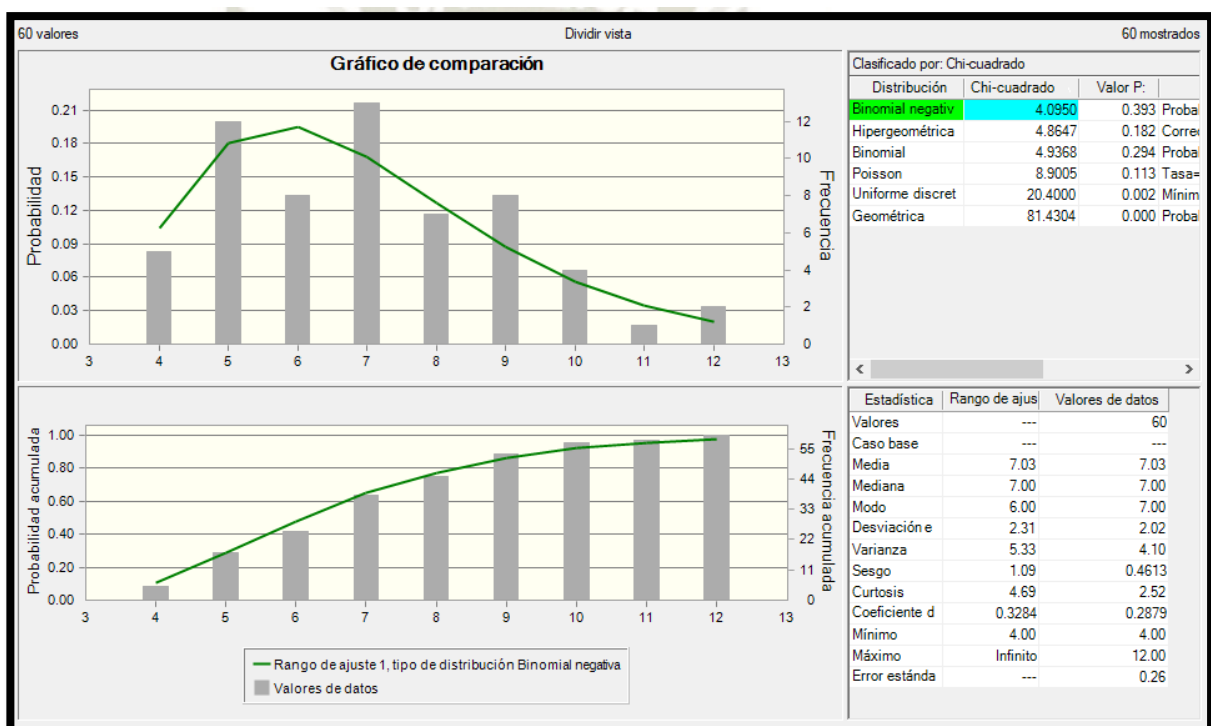 60 valores Dividir vista 60 mostrados
Gráfico de comparación
Probabilidad
0.21
0.18
0.15
0.12
0.09
0.06
0.03
0.00
3 4 5 6 7 8 9 10 11 12 13
12
10
8
6
4
2
0
Frecuencia
Clasificado por: Chi-cuadrado
Distribución Chi-cuadrado Valor P:
Binomial negativ 4.0950 0.393 Probal
Hipergeométrica 4.8647 0.182 Correc
Binomial 4.9368 0.294 Probal
Poisson 8.9005 0.113 Tasa=
Uniforme discret 20.4000 0.002 Mínim
Geométrica 81.4304 0.000 Probal
Probabilidad acumulada
1.00
0.80
0.60
0.40
0.20
0.00
3 4 5 6 7 8 9 10 11 12 13
55
44
33
22
11
0
Frecuencia acumulada
Rango de ajuste 1, tipo de distribución Binomial negativa
Valores de datos
Estadística Rango de ajus Valores de datos
Valores --- 60
Caso base --- ---
Media 7.03 7.03
Mediana 7.00 7.00
Modo 6.00 7.00
Desviación e 2.31 2.02
Varianza 5.33 4.10
Sesgo 1.09 0.4613
Curtosis 4.69 2.52
Coeficiente d 0.3284 0.2879
Mínimo 4.00 4.00
Máximo Infinito 12.00
Error estánda --- 0.26